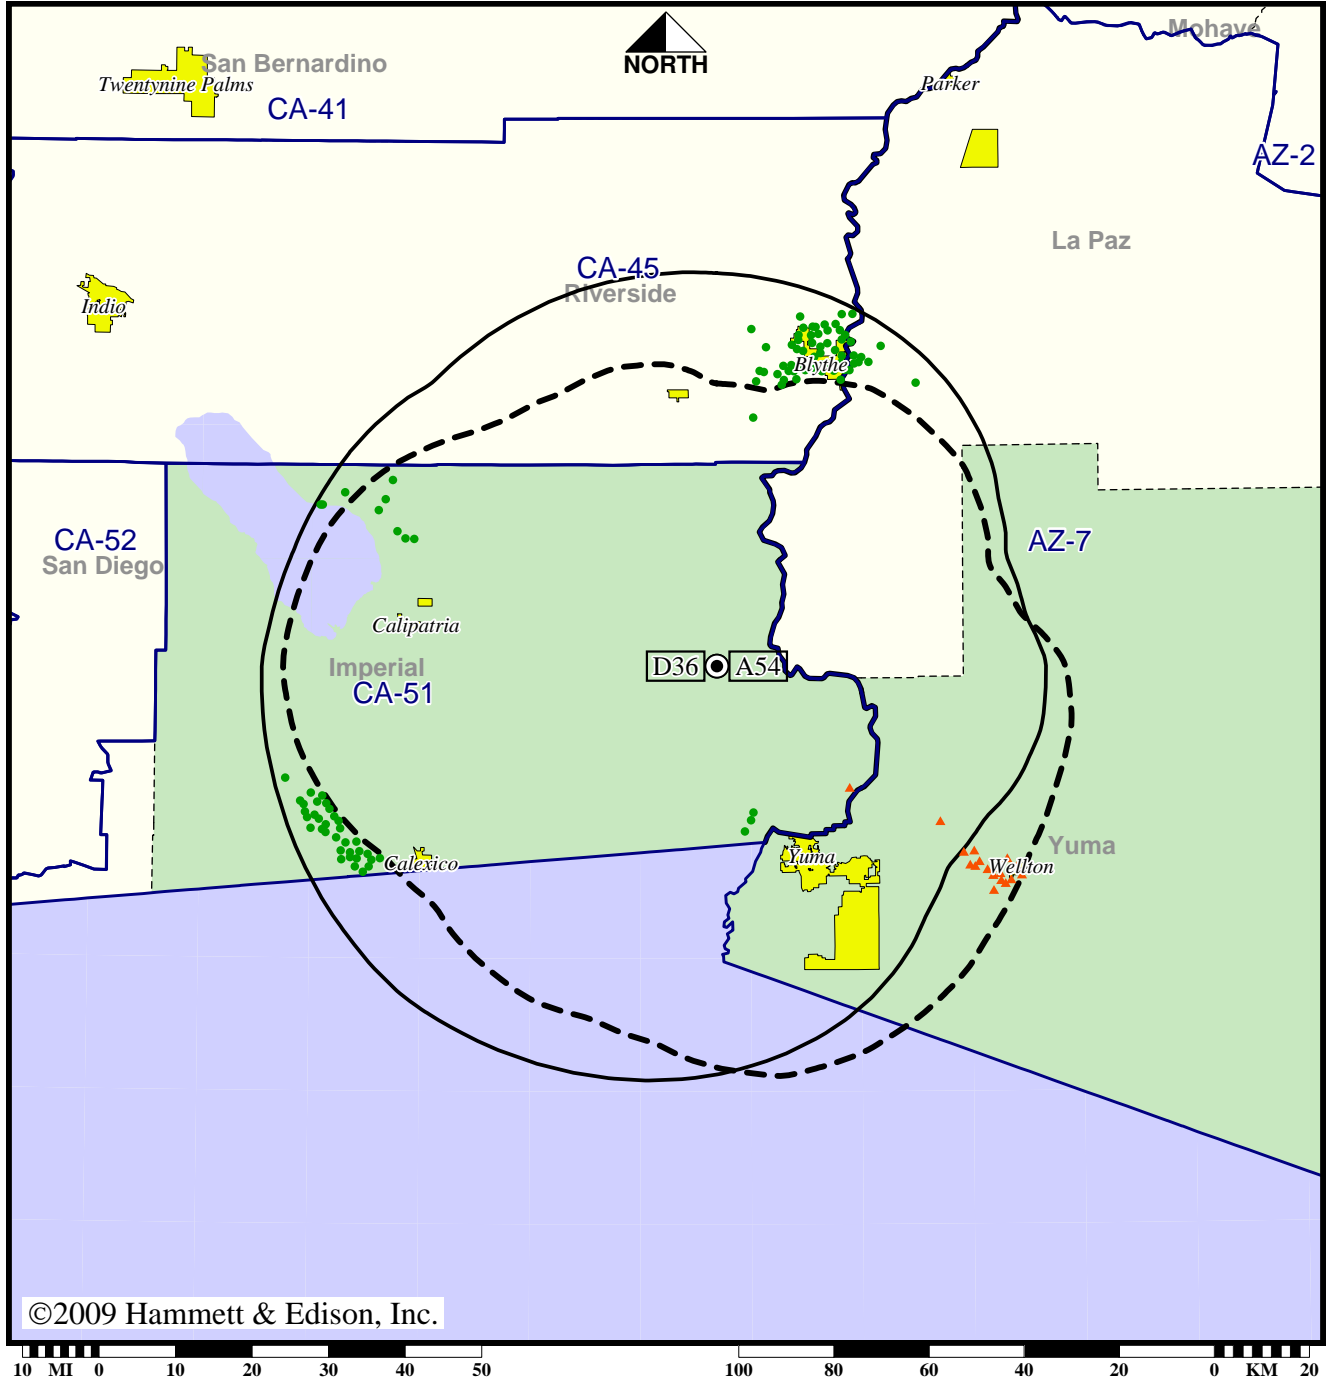 Mohave
San Bernardino
NORTH
Twentynine Palms
Parker
CA-41
AZ-2
La Paz
CA-45
Riverside
Indio
Blythe
CA-52
San Diego
AZ-7
Calipatria
Imperial
D36 A54
CA-51
Yuma
Yuma
Calexico
Wellton
©2009 Hammett & Edison, Inc.
10 MI 0 10 20 30 40 50 100 80 60 40 20 0 KM 20